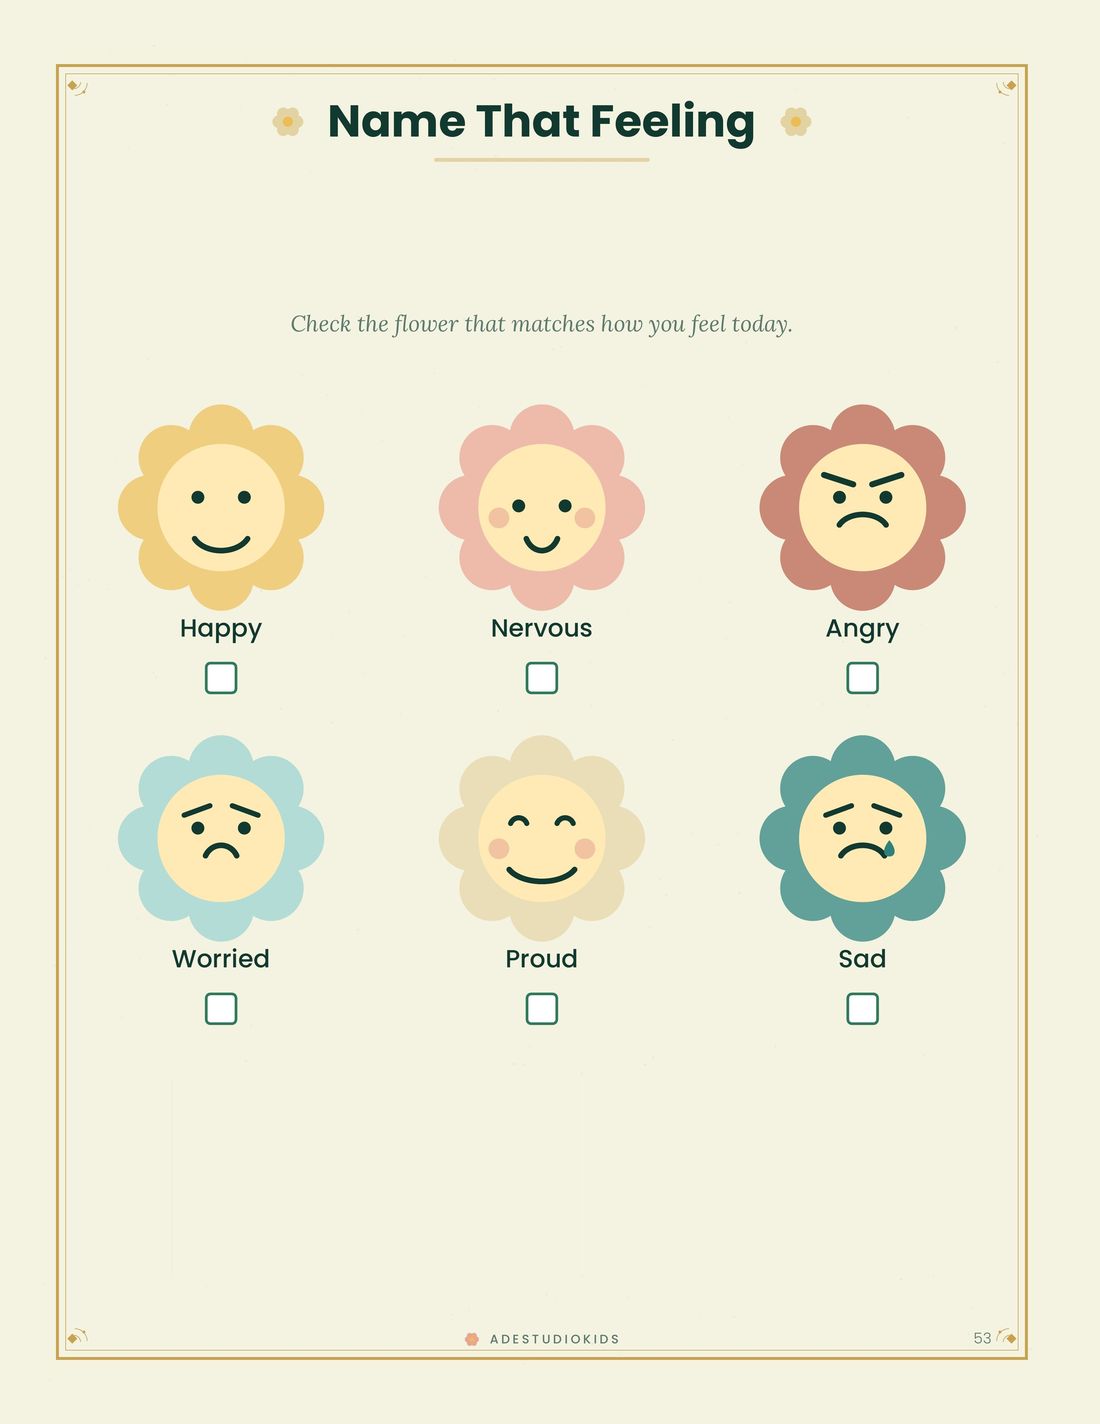 Name That Feeling
Check the flower that matches how you feel today.
Happy
Nervous
Angry
Worried
Proud
Sad
ADESTUDIOKIDS
53